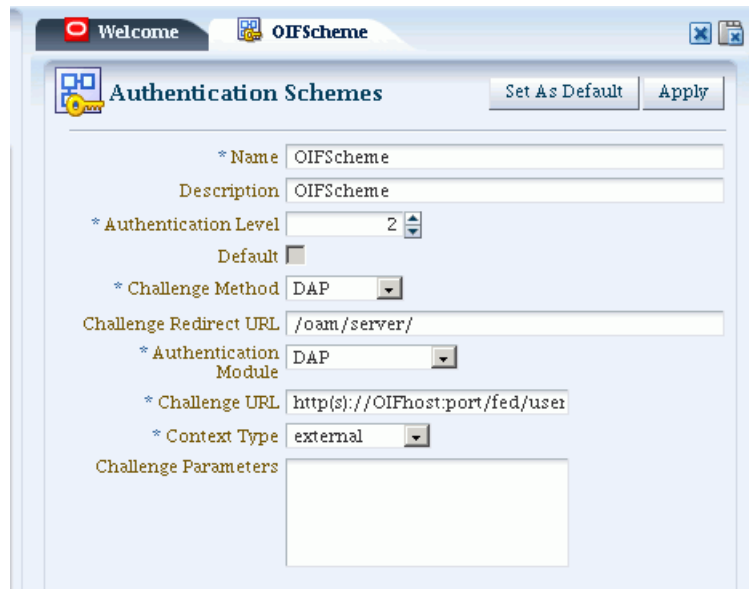 Welcome OIFScheme
Authentication Schemes Set As Default Apply
* Name OIFScheme
Description OIFScheme
* Authentication Level 2
Default
* Challenge Method DAP
Challenge Redirect URL /oam/server/
* Authentication Module DAP
* Challenge URL http(s)://OIFhost:port/fed/user
* Context Type external
Challenge Parameters